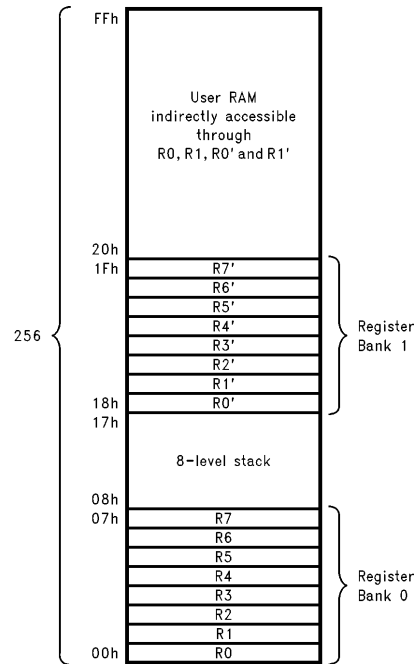 FFh
User RAM
indirectly accessible
through
R0, R1, R0' and R1'
20h
1Fh
R7'
R6'
R5'
R4'
R3'
R2'
R1'
R0'
Register
Bank 1
256
18h
17h
8-level stack
08h
07h
R7
R6
R5
R4
R3
R2
R1
R0
Register
Bank 0
00h